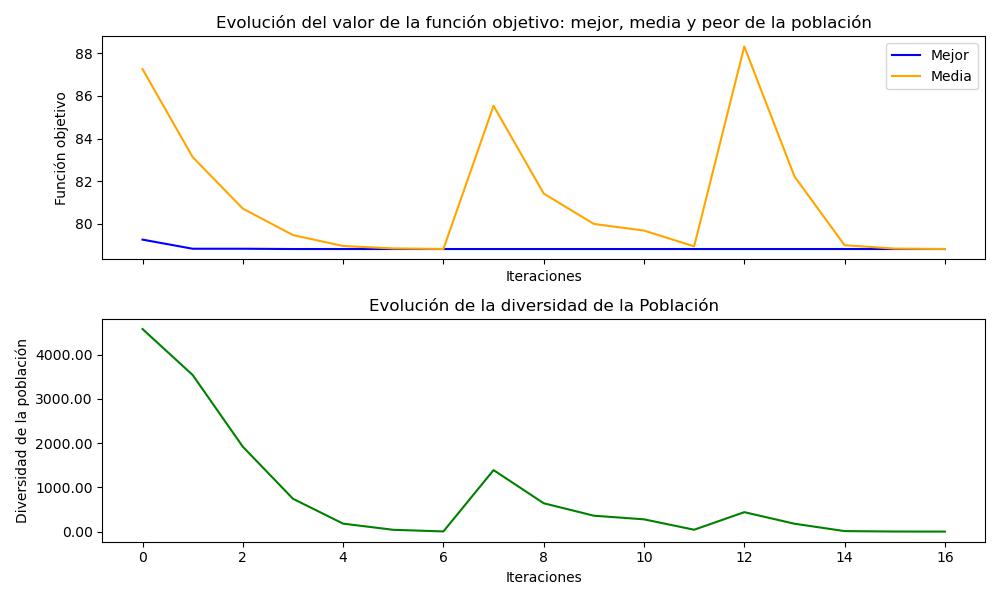 Evolución del valor de la función objetivo: mejor, media y peor de la población
Función objetivo
88
86
84
82
80
Mejor
Media
Iteraciones
Evolución de la diversidad de la Población
Diversidad de la población
4000.00
3000.00
2000.00
1000.00
0.00
0 2 4 6 8 10 12 14 16
Iteraciones